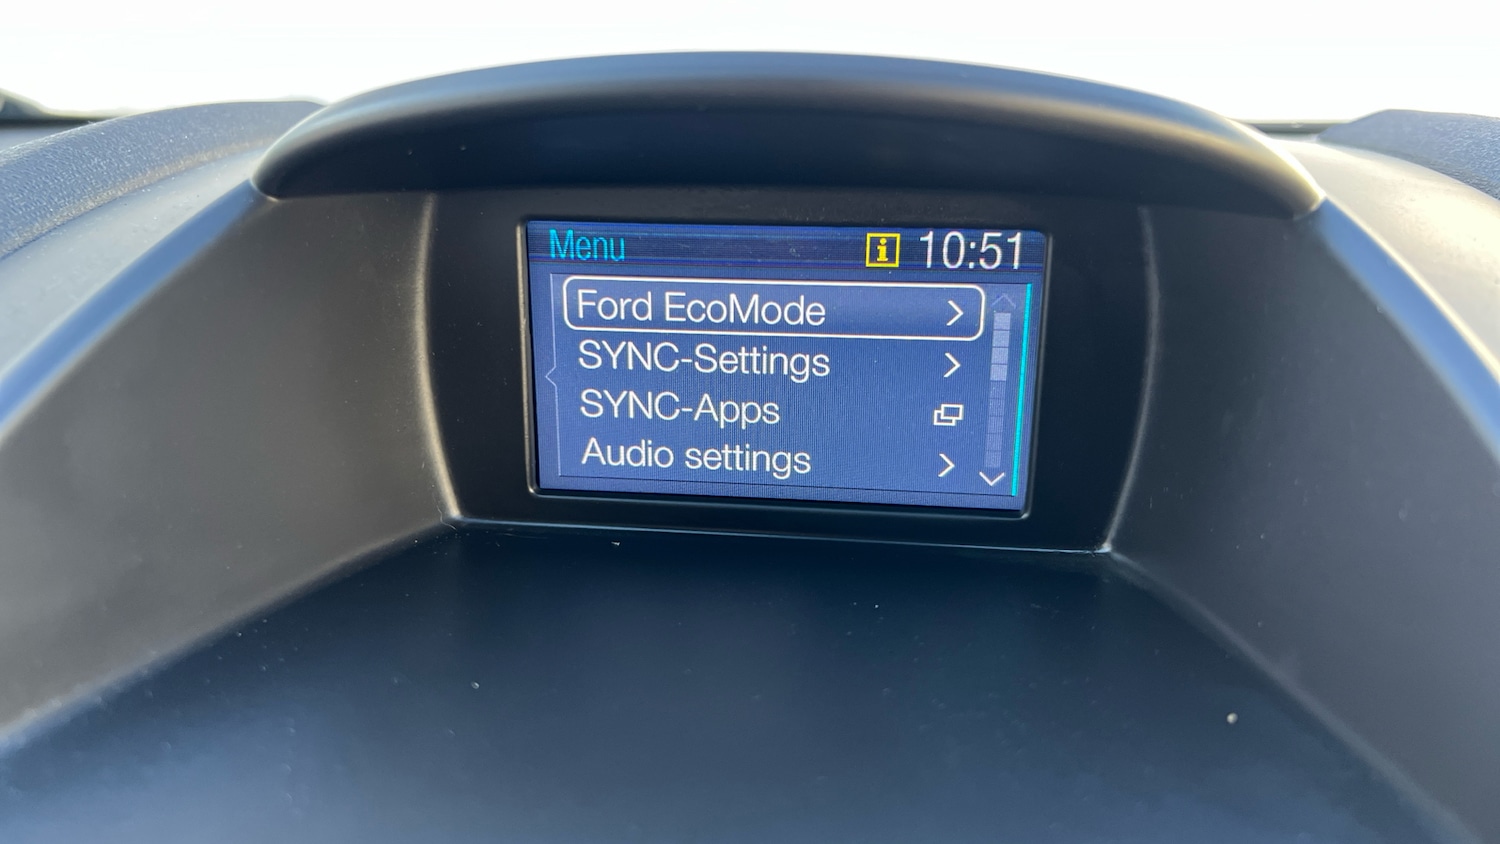 Menu i 10:51
Ford EcoMode
SYNC-Settings
SYNC-Apps
Audio settings